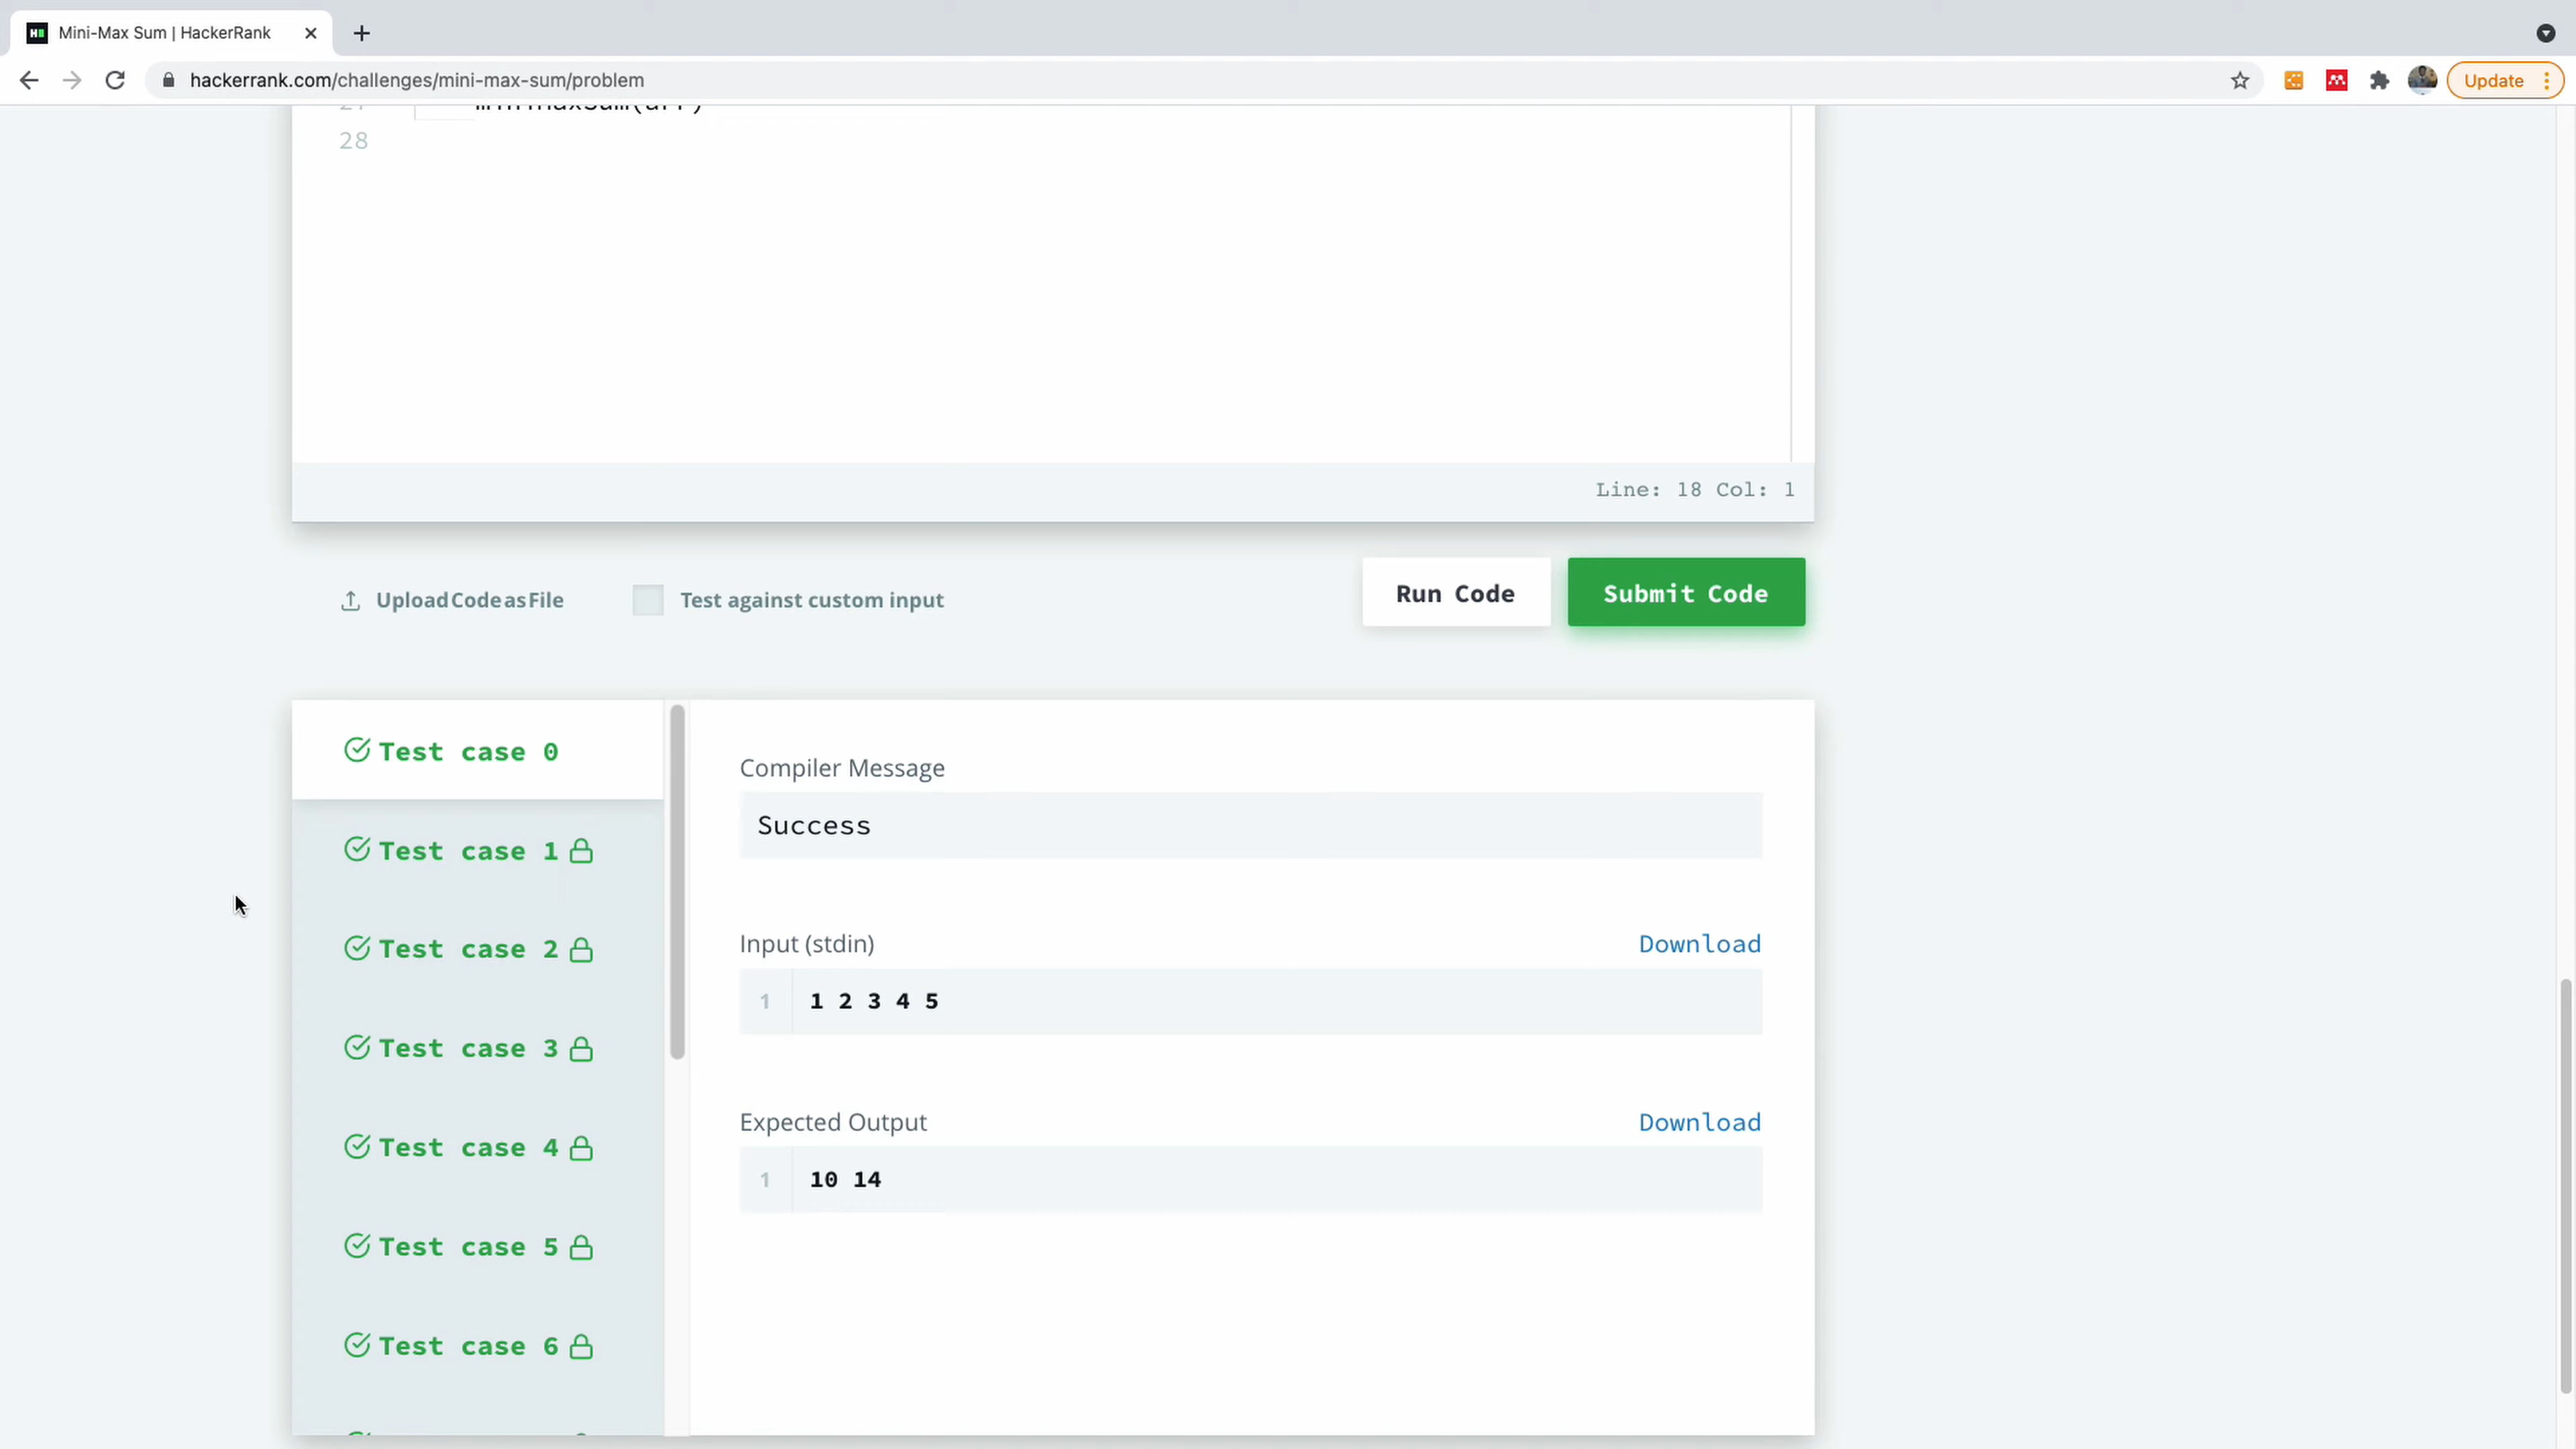 Mini-Max Sum | HackerRank
hackerrank.com/challenges/mini-max-sum/problem
Update
27 miniMaxSum(arr)
28
Line: 18 Col: 1
Upload Code as File
Test against custom input
Run Code
Submit Code
Test case 0
Test case 1
Test case 2
Test case 3
Test case 4
Test case 5
Test case 6
Compiler Message
Success
Input (stdin)
Download
1 1 2 3 4 5
Expected Output
Download
1 10 14